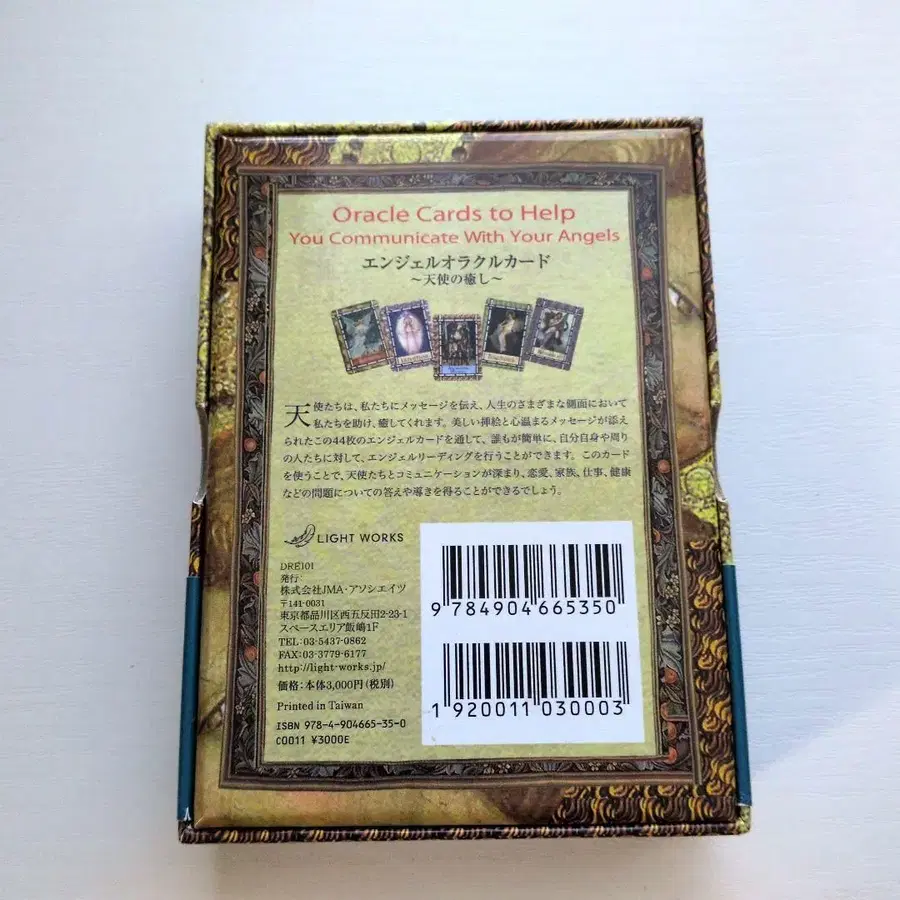 Oracle Cards to Help
You Communicate With Your Angels
エンジェルオラクルカード
～天使の癒し～
天使たちは、私たちにメッセージを伝え、人生のさまざまな側面において
私たちを助け、癒してくれます。美しい挿絵と心温まるメッセージが添え
られたこの44枚のエンジェルカードを通して、誰もが簡単に、自分自身や周り
の人たちに対して、エンジェルリーディングを行うことができます。このカード
を使うことで、天使たちとコミュニケーションが深まり、恋愛、家族、仕事、健康
などの問題についての答えや導きを得ることができるでしょう。
LIGHT WORKS
DRE101
発行：
株式会社JMA・アソシエイツ
〒141-0031
東京都品川区西五反田2-23-1
スペースエリア飯嶋1F
TEL：03-5437-0862
FAX：03-3779-6177
http://light-works.jp/
価格：本体3,000円（税別）
Printed in Taiwan
ISBN 978-4-904665-35-0
C0011 ¥3000E
9 784904 665350
1 920011 030003